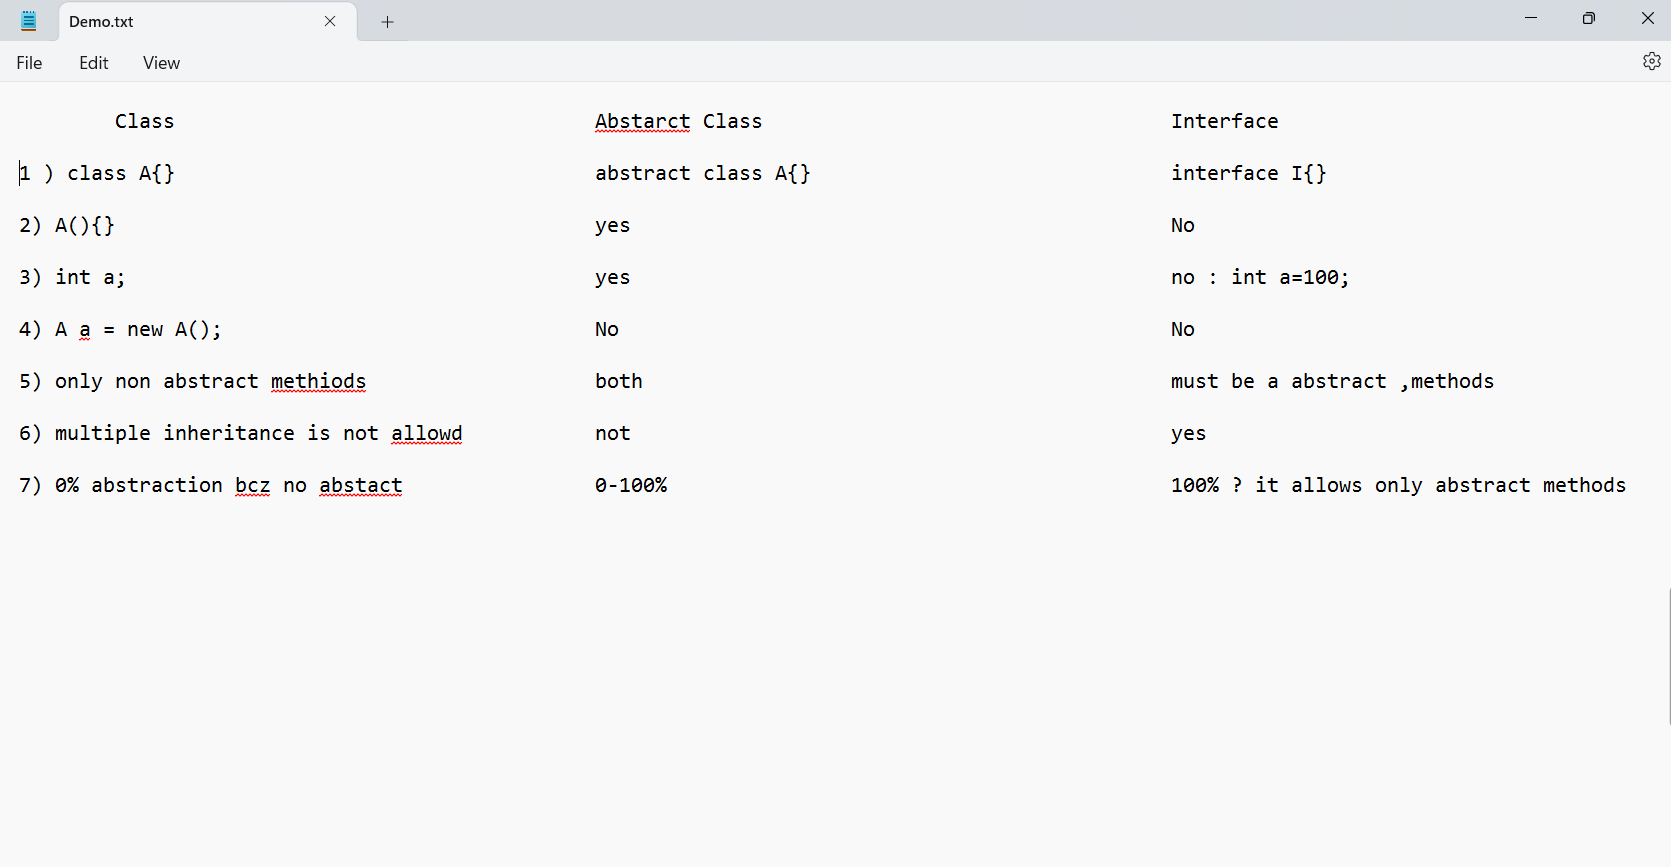 Demo.txt
File Edit View
Class Abstarct Class Interface
1 ) class A{} abstract class A{} interface I{}
2) A(){} yes No
3) int a; yes no : int a=100;
4) A a = new A(); No No
5) only non abstract methiods both must be a abstract ,methods
6) multiple inheritance is not allowd not yes
7) 0% abstraction bcz no abstact 0-100% 100% ? it allows only abstract methods